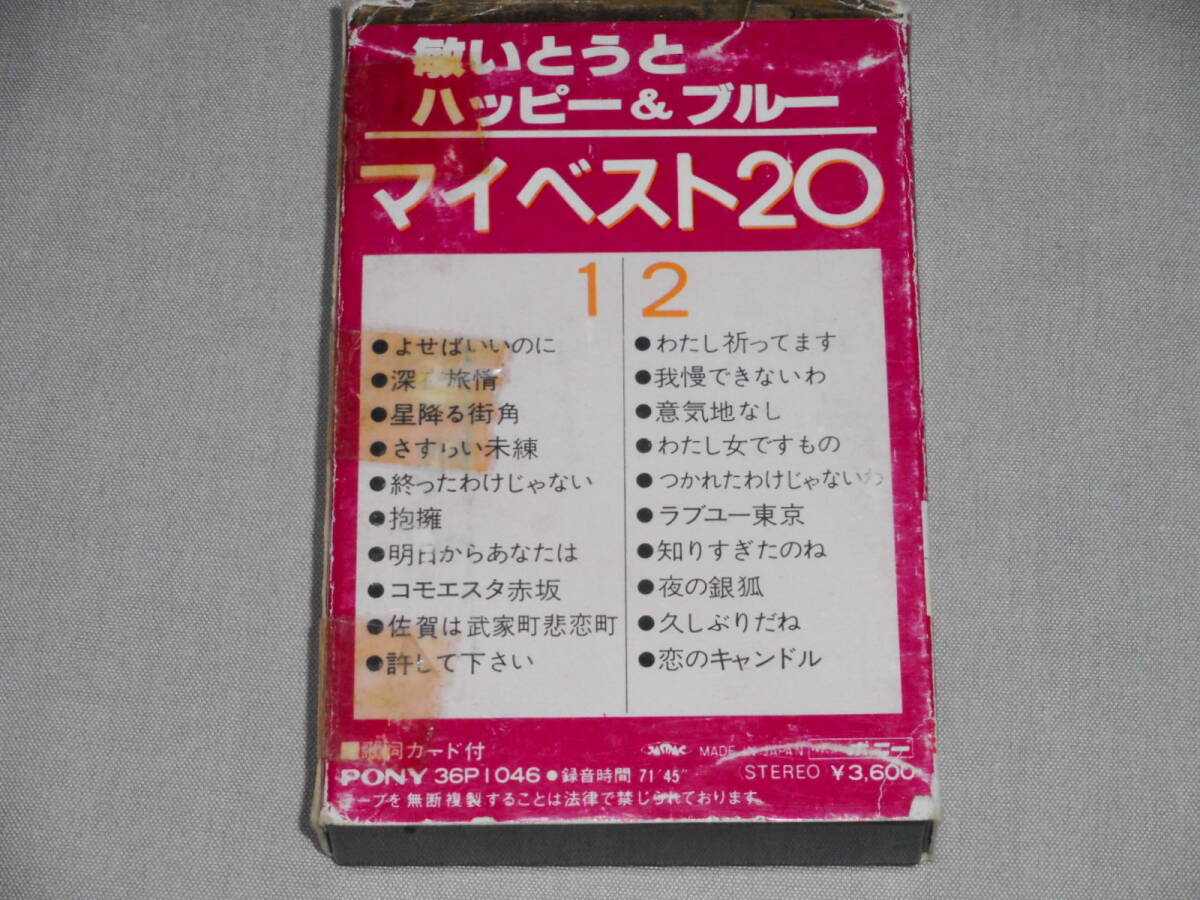 敏いとうと
ハッピー&ブルー
マイベスト20
1
●よせばいいのに
●深 旅情
●星降る街角
●さすらい未練
●終ったわけじゃない
●抱擁
●明日からあなたは
●コモエスタ赤坂
●佐賀は武家町悲恋町
●許して下さい
2
●わたし祈ってます
●我慢できないわ
●意気地なし
●わたし女ですもの
●つかれたわけじゃないわ
●ラブユー東京
●知りすぎたのね
●夜の銀狐
●久しぶりだね
●恋のキャンドル
■歌詞カード付
JASRAC MADE IN JAPAN ポニー
PONY 36P1046●録音時間 71'45" STEREO ¥3,600
テープを無断複製することは法律で禁じられております